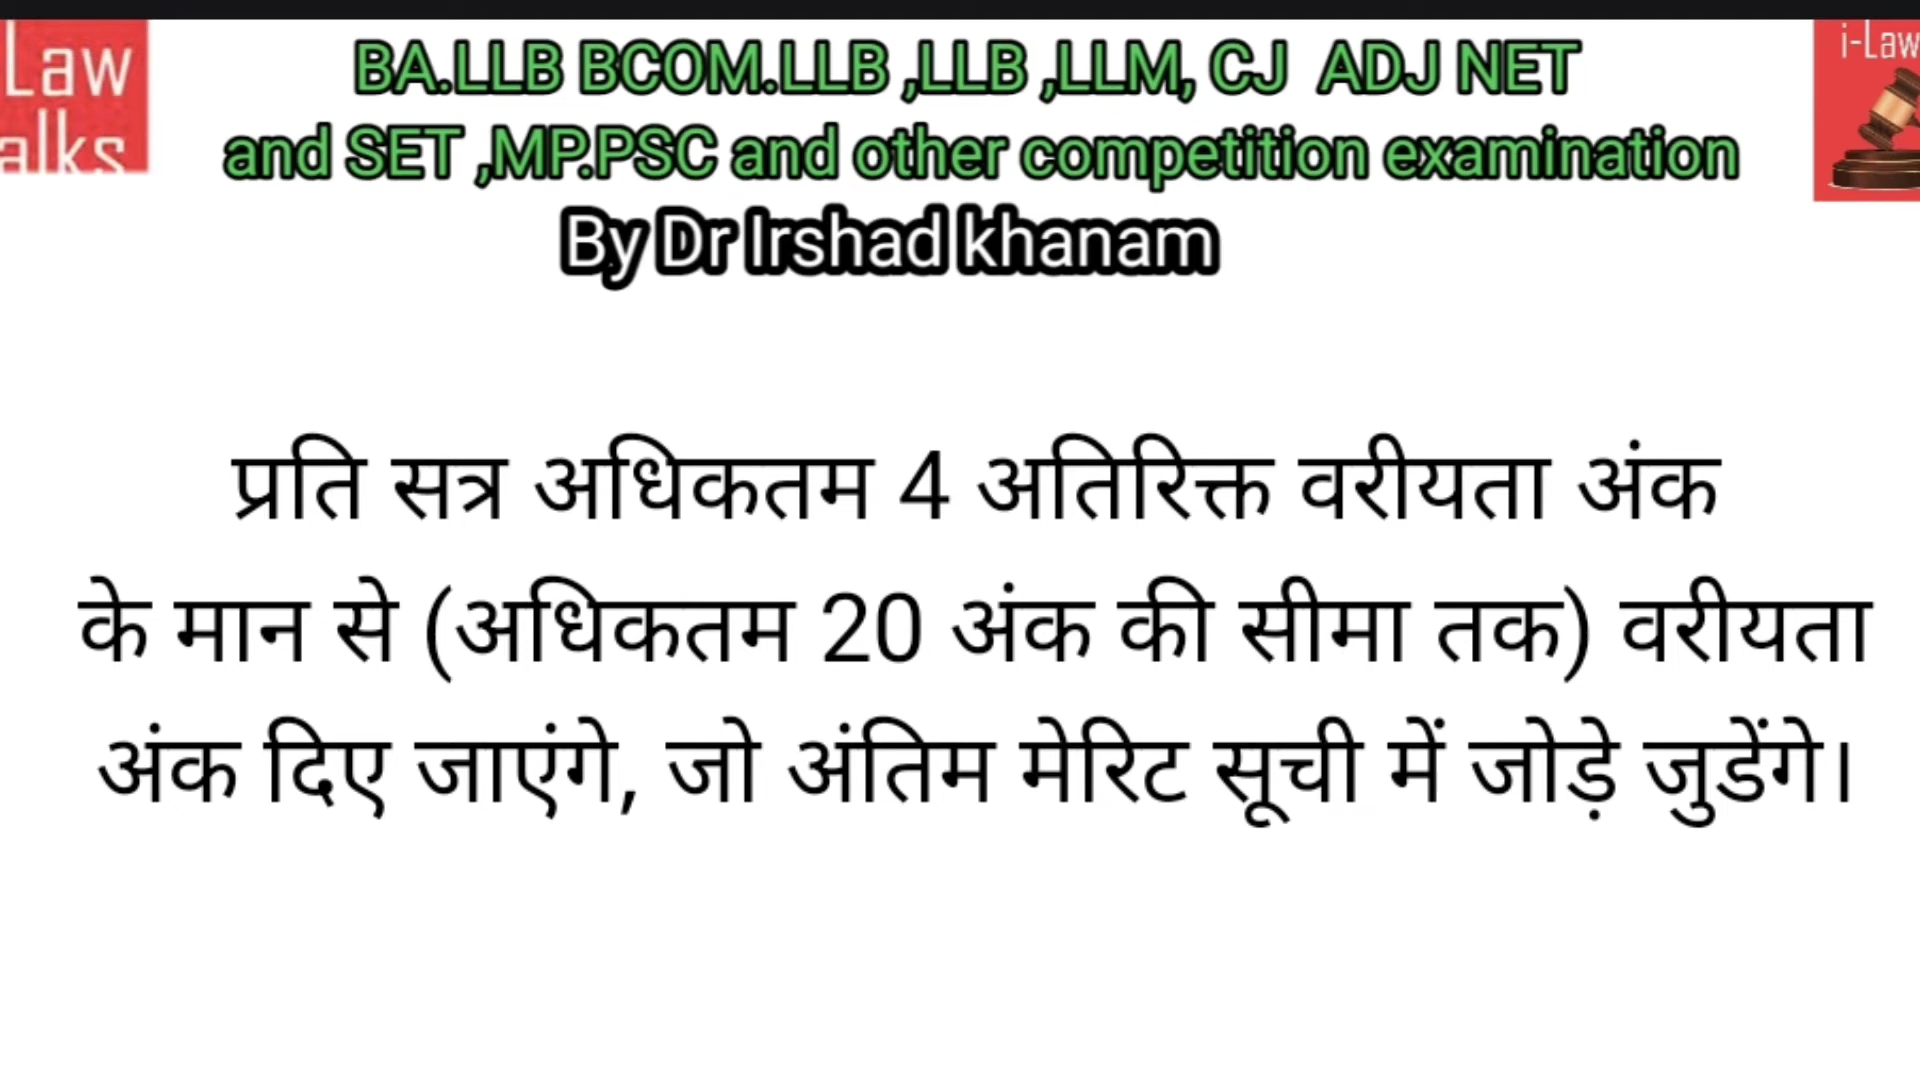 Law
BA.LLB BCOM.LLB ,LLB ,LLM, CJ ADJ NET
i-Law
alks
and SET ,MP.PSC and other competition examination
By Dr Irshad khanam
प्रति सत्र अधिकतम 4 अतिरिक्त वरीयता अंक
के मान से (अधिकतम 20 अंक की सीमा तक) वरीयता
अंक दिए जाएंगे, जो अंतिम मेरिट सूची में जोड़े जुडेंगे।